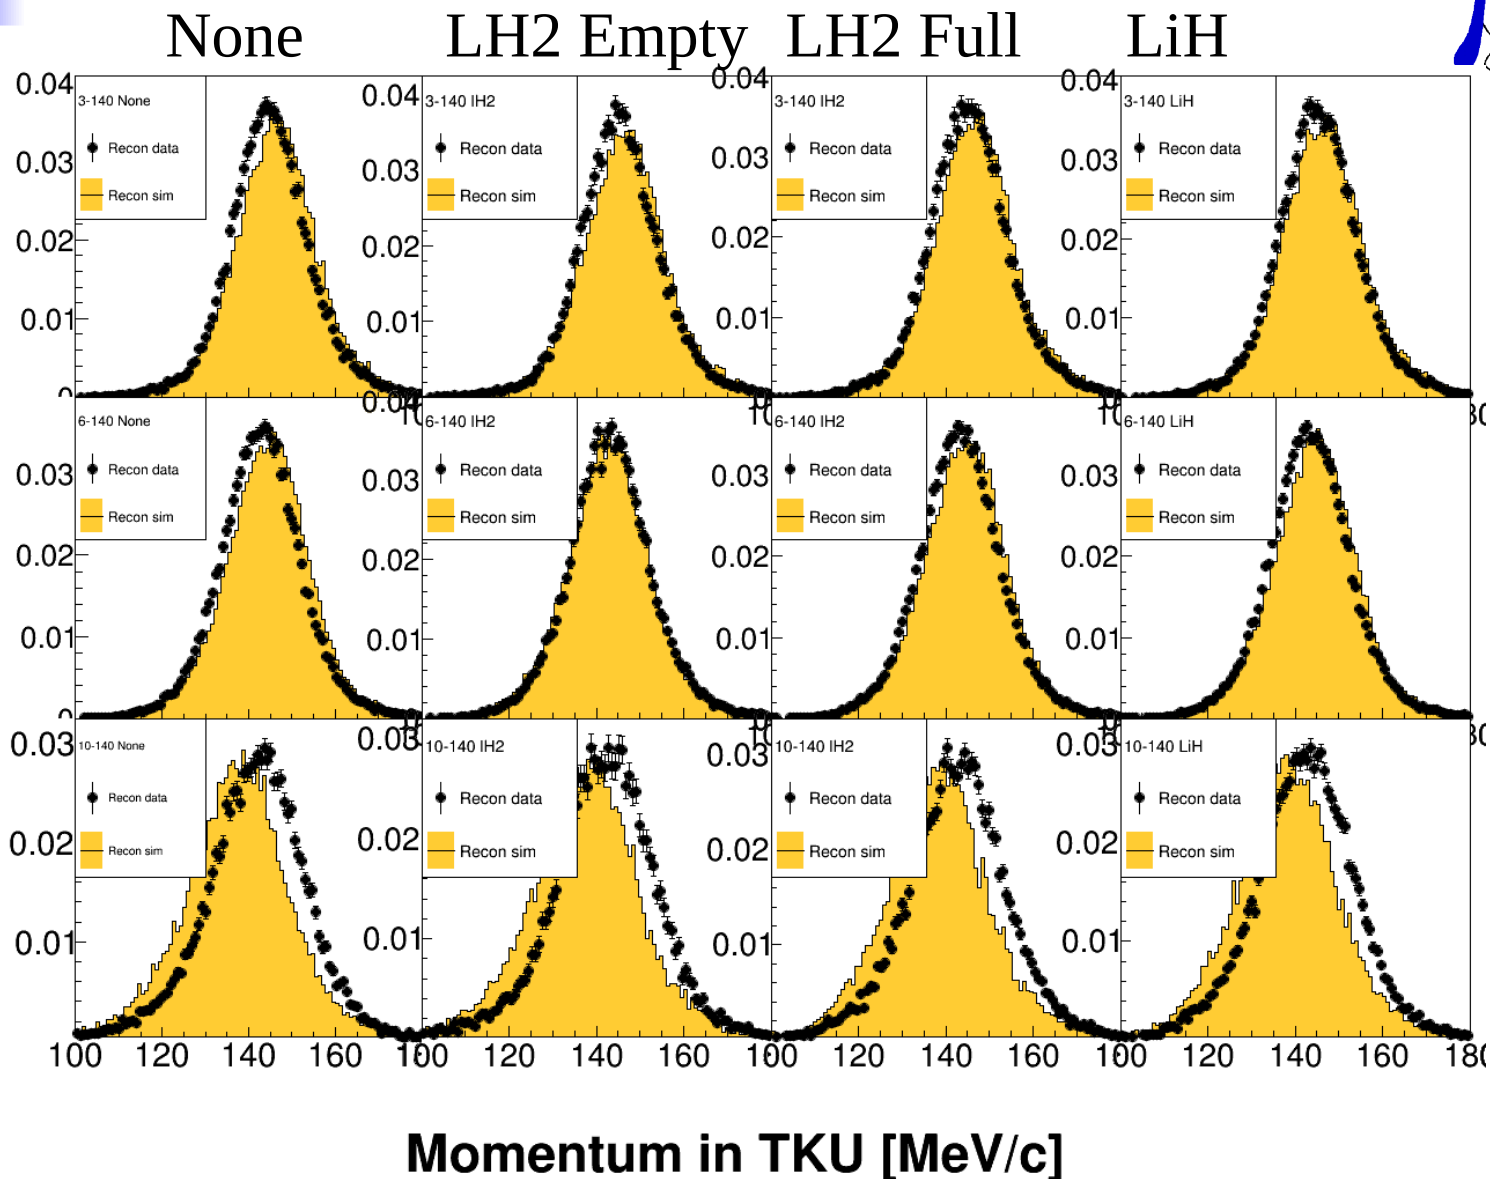 None LH2 Empty LH2 Full LiH
0.04 0.04 0.04 0.04
3-140 None 3-140 lH2 3-140 lH2 3-140 LiH
Recon data Recon data Recon data Recon data
0.03 0.03 0.03 0.03
Recon sim Recon sim Recon sim Recon sim
0.02 0.02 0.02 0.02
0.01 0.01 0.01 0.01
6-140 None 6-140 lH2 6-140 lH2 6-140 LiH
Recon data Recon data Recon data Recon data
0.03 0.03 0.03 0.03
Recon sim Recon sim Recon sim Recon sim
0.02 0.02 0.02 0.02
0.01 0.01 0.01 0.01
0.03 0.03 0.03 0.03
10-140 None 10-140 lH2 10-140 lH2 10-140 LiH
Recon data Recon data Recon data Recon data
0.02 0.02 0.02 0.02
Recon sim Recon sim Recon sim Recon sim
0.01 0.01 0.01 0.01
100 120 140 160 120 140 160 120 140 160 120 140 160 180
Momentum in TKU [MeV/c]